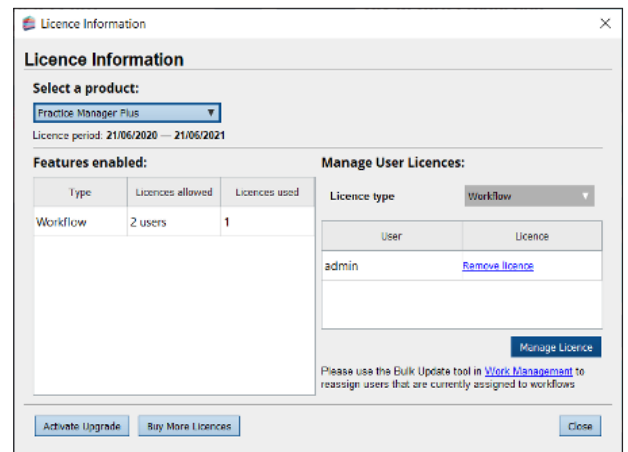 Licence Information
Licence Information
Select a product:
Practice Manager Plus
Licence period: 21/06/2020 — 21/06/2021
Features enabled:
Type Licences allowed Licences used
Workflow 2 users 1
Manage User Licences:
Licence type Workflow
User Licence
admin Remove licence
Manage Licence
Please use the Bulk Update tool in Work Management to
reassign users that are currently assigned to workflows
Activate Upgrade Buy More Licences Close